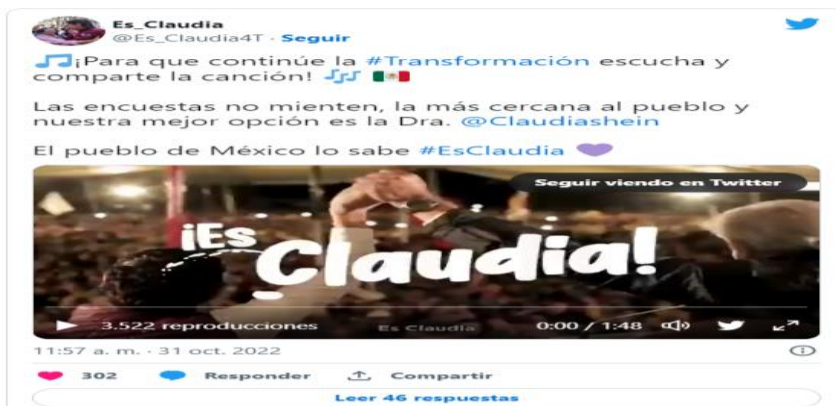 Es_Claudia
@Es_Claudia4T · Seguir
🎵¡Para que continúe la #Transformación escucha y
comparte la canción! 🎶 🇲🇽
Las encuestas no mienten, la más cercana al pueblo y
nuestra mejor opción es la Dra. @Claudiashein
El pueblo de México lo sabe #EsClaudia 💜
Seguir viendo en Twitter
¡Es
Claudia!
3.522 reproducciones
Es Claudia
0:00 / 1:48
11:57 a. m. · 31 oct. 2022
302 Responder Compartir
Leer 46 respuestas